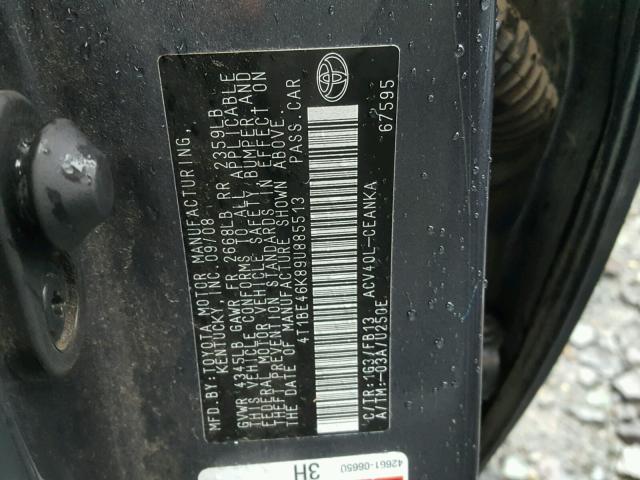 MFD. BY: TOYOTA MOTOR MANUFACTURING,
KENTUCKY, INC. 09/08
GVWR 4345LB GAWR FR 2668LB RR 2359LB
THIS VEHICLE CONFORMS TO ALL APPLICABLE
FEDERAL MOTOR VEHICLE SAFETY, BUMPER AND
THEFT PREVENTION STANDARDS IN EFFECT ON
THE DATE OF MANUFACTURE SHOWN ABOVE.
4T1BE46K89U885513 PASS. CAR
C/TR: 1G3/FB13 ACV40L-CEANKA
A/TM: -03A/U250E 67595
42661-06650
3H